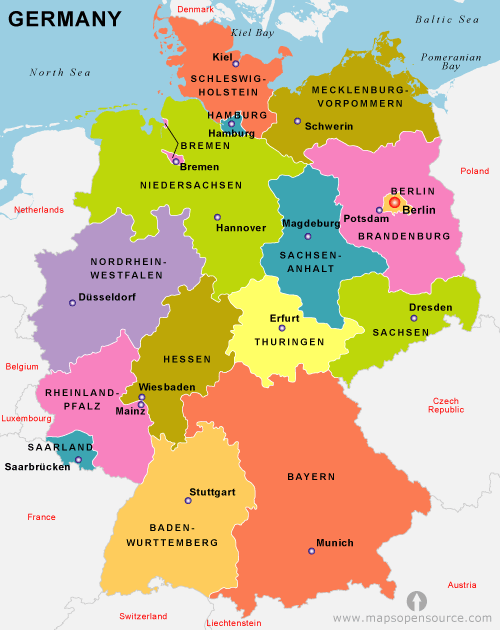 GERMANY
Denmark
Baltic Sea
Kiel Bay
Pomeranian
Bay
North Sea
Kiel
SCHLESWIG-
HOLSTEIN
MECKLENBURG-
VORPOMMERN
HAMBURG
Hamburg
Schwerin
BREMEN
Bremen
NIEDERSACHSEN
Poland
BERLIN
Berlin
Potsdam
BRANDENBURG
Netherlands
Hannover
Magdeburg
SACHSEN-
ANHALT
NORDRHEIN-
WESTFALEN
Düsseldorf
Dresden
SACHSEN
Erfurt
THURINGEN
HESSEN
Belgium
Wiesbaden
Mainz
RHEINLAND-
PFALZ
Czech
Republic
Luxembourg
SAARLAND
Saarbrücken
BAYERN
Stuttgart
France
BADEN-
WURTTEMBERG
Munich
Austria
Switzerland
Liechtenstein
www.mapsopensource.com